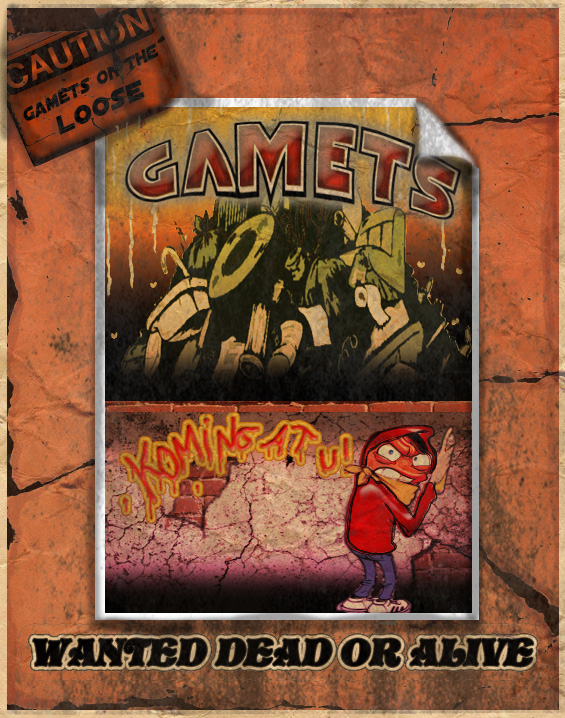 CAUTION
GAMETS ON THE
LOOSE
GAMETS
KOMING AT U!
WANTED DEAD OR ALIVE